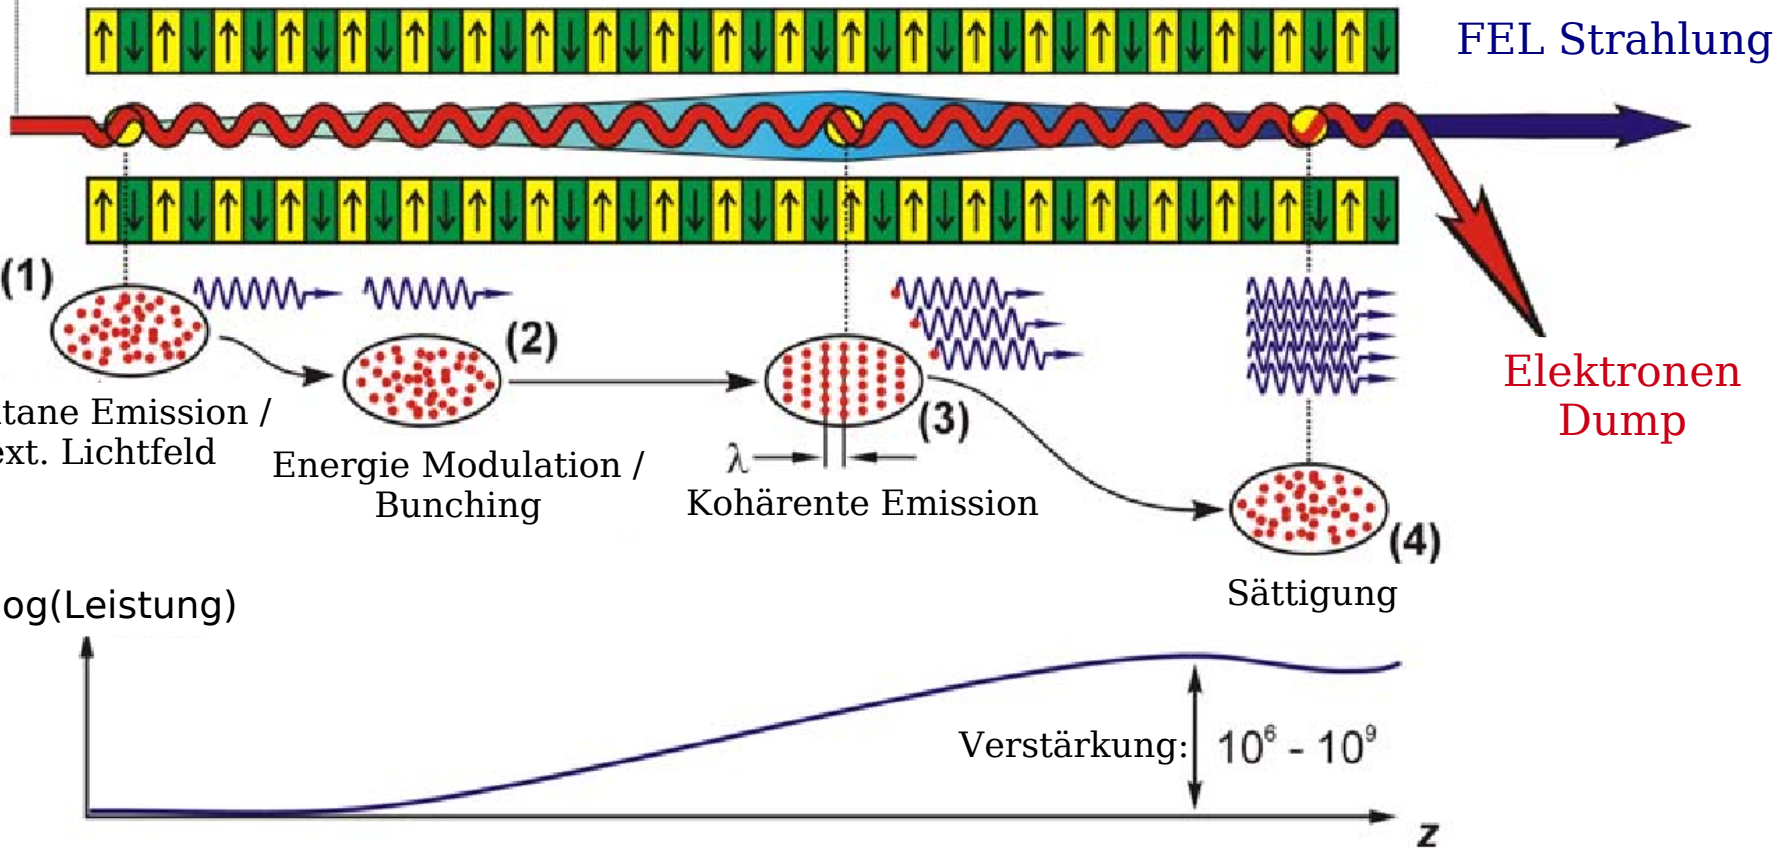 FEL Strahlung
(1)
(2)
(3)
(4)
Elektronen
Dump
tane Emission /
ext. Lichtfeld
Energie Modulation /
Bunching
λ
Kohärente Emission
Sättigung
og(Leistung)
Verstärkung: 10⁶ - 10⁹
z